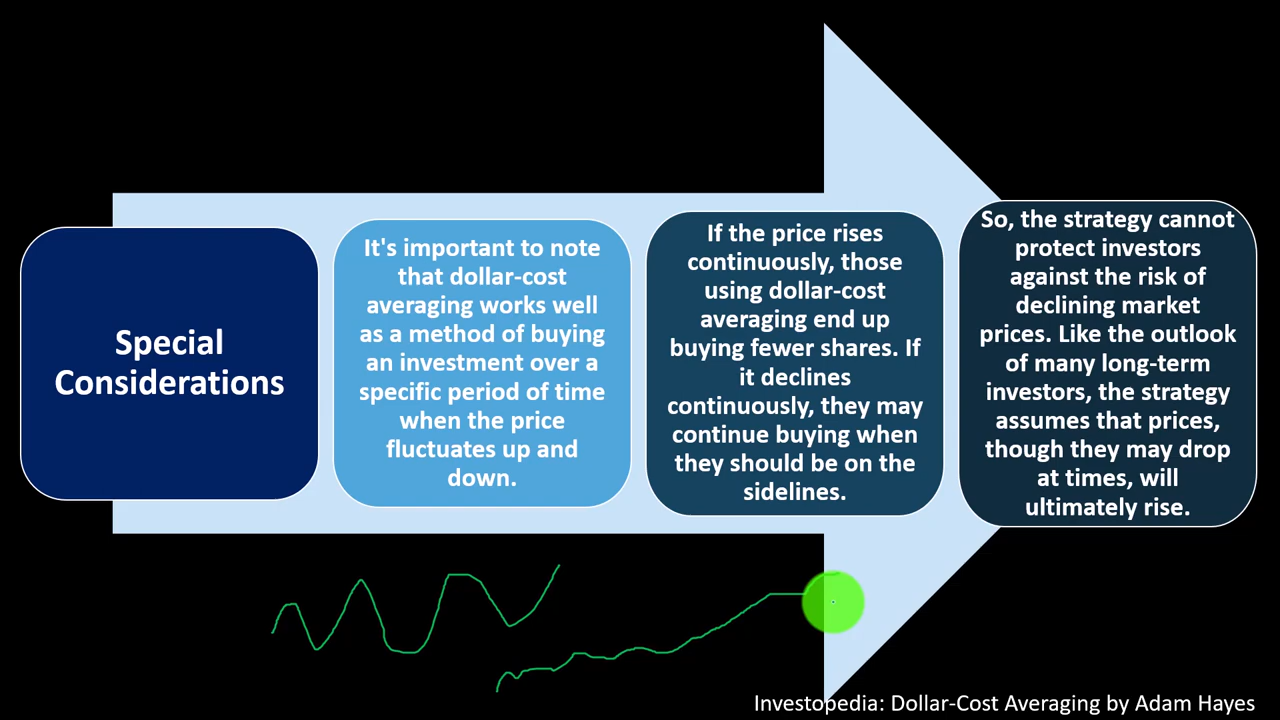 Special
Considerations
It's important to note
that dollar-cost
averaging works well
as a method of buying
an investment over a
specific period of time
when the price
fluctuates up and
down.
If the price rises
continuously, those
using dollar-cost
averaging end up
buying fewer shares. If
it declines
continuously, they may
continue buying when
they should be on the
sidelines.
So, the strategy cannot
protect investors
against the risk of
declining market
prices. Like the outlook
of many long-term
investors, the strategy
assumes that prices,
though they may drop
at times, will
ultimately rise.
Investopedia: Dollar-Cost Averaging by Adam Hayes